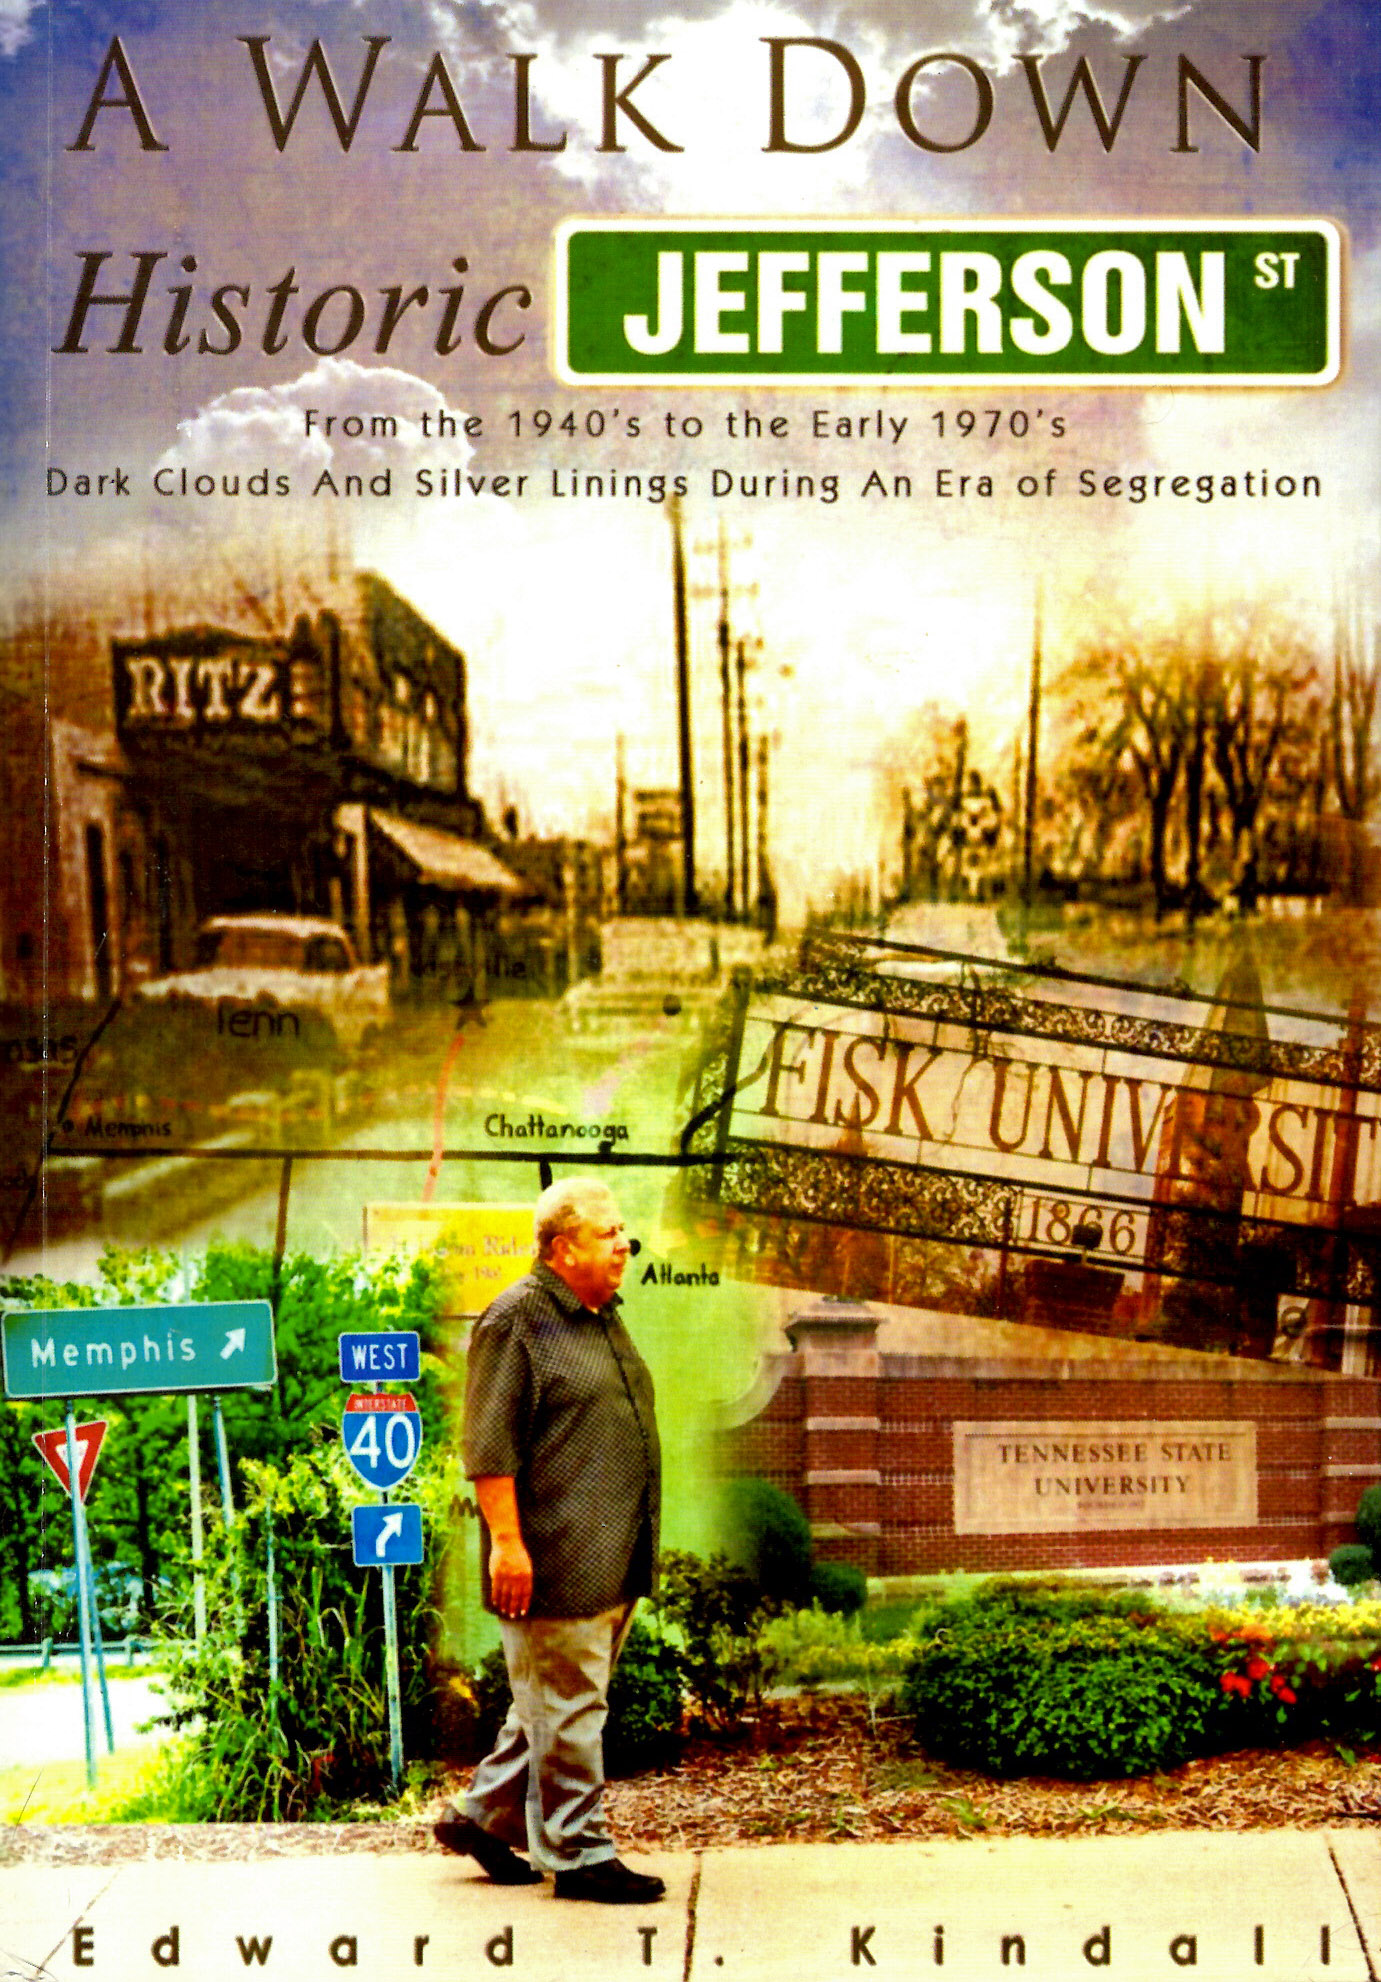 A WALK DOWN
Historic JEFFERSON ST
From the 1940's to the Early 1970's
Dark Clouds And Silver Linings During An Era of Segregation
RITZ
Tenn
Memphis
Chattanooga
FISK UNIVERSIT
1866
Atlanta
Memphis
WEST
INTERSTATE
40
TENNESSEE STATE
UNIVERSITY
Edward T. Kindall